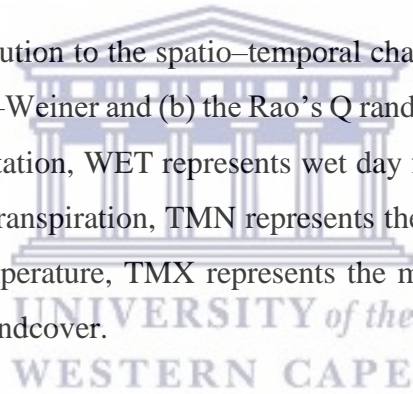 ution to the spatio–temporal cha
–Weiner and (b) the Rao's Q rand
tation, WET represents wet day
transpiration, TMN represents the
perature, TMX represents the m
ndcover.
UNIVERSITY of the
WESTERN CAPE